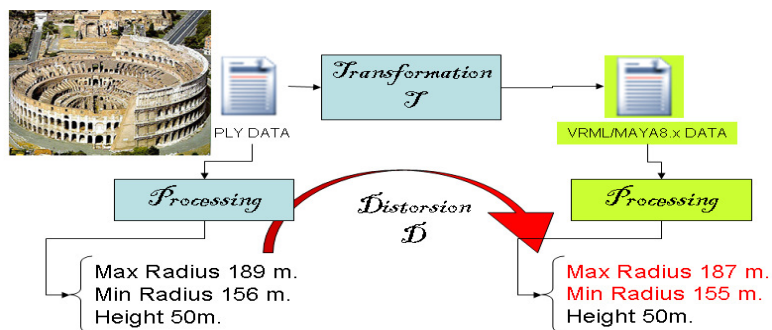 Transformation
T
PLY DATA
VRML/MAYA8.x DATA
Processing
Distorsion
D
Processing
Max Radius 189 m.
Min Radius 156 m.
Height 50m.
Max Radius 187 m.
Min Radius 155 m.
Height 50m.